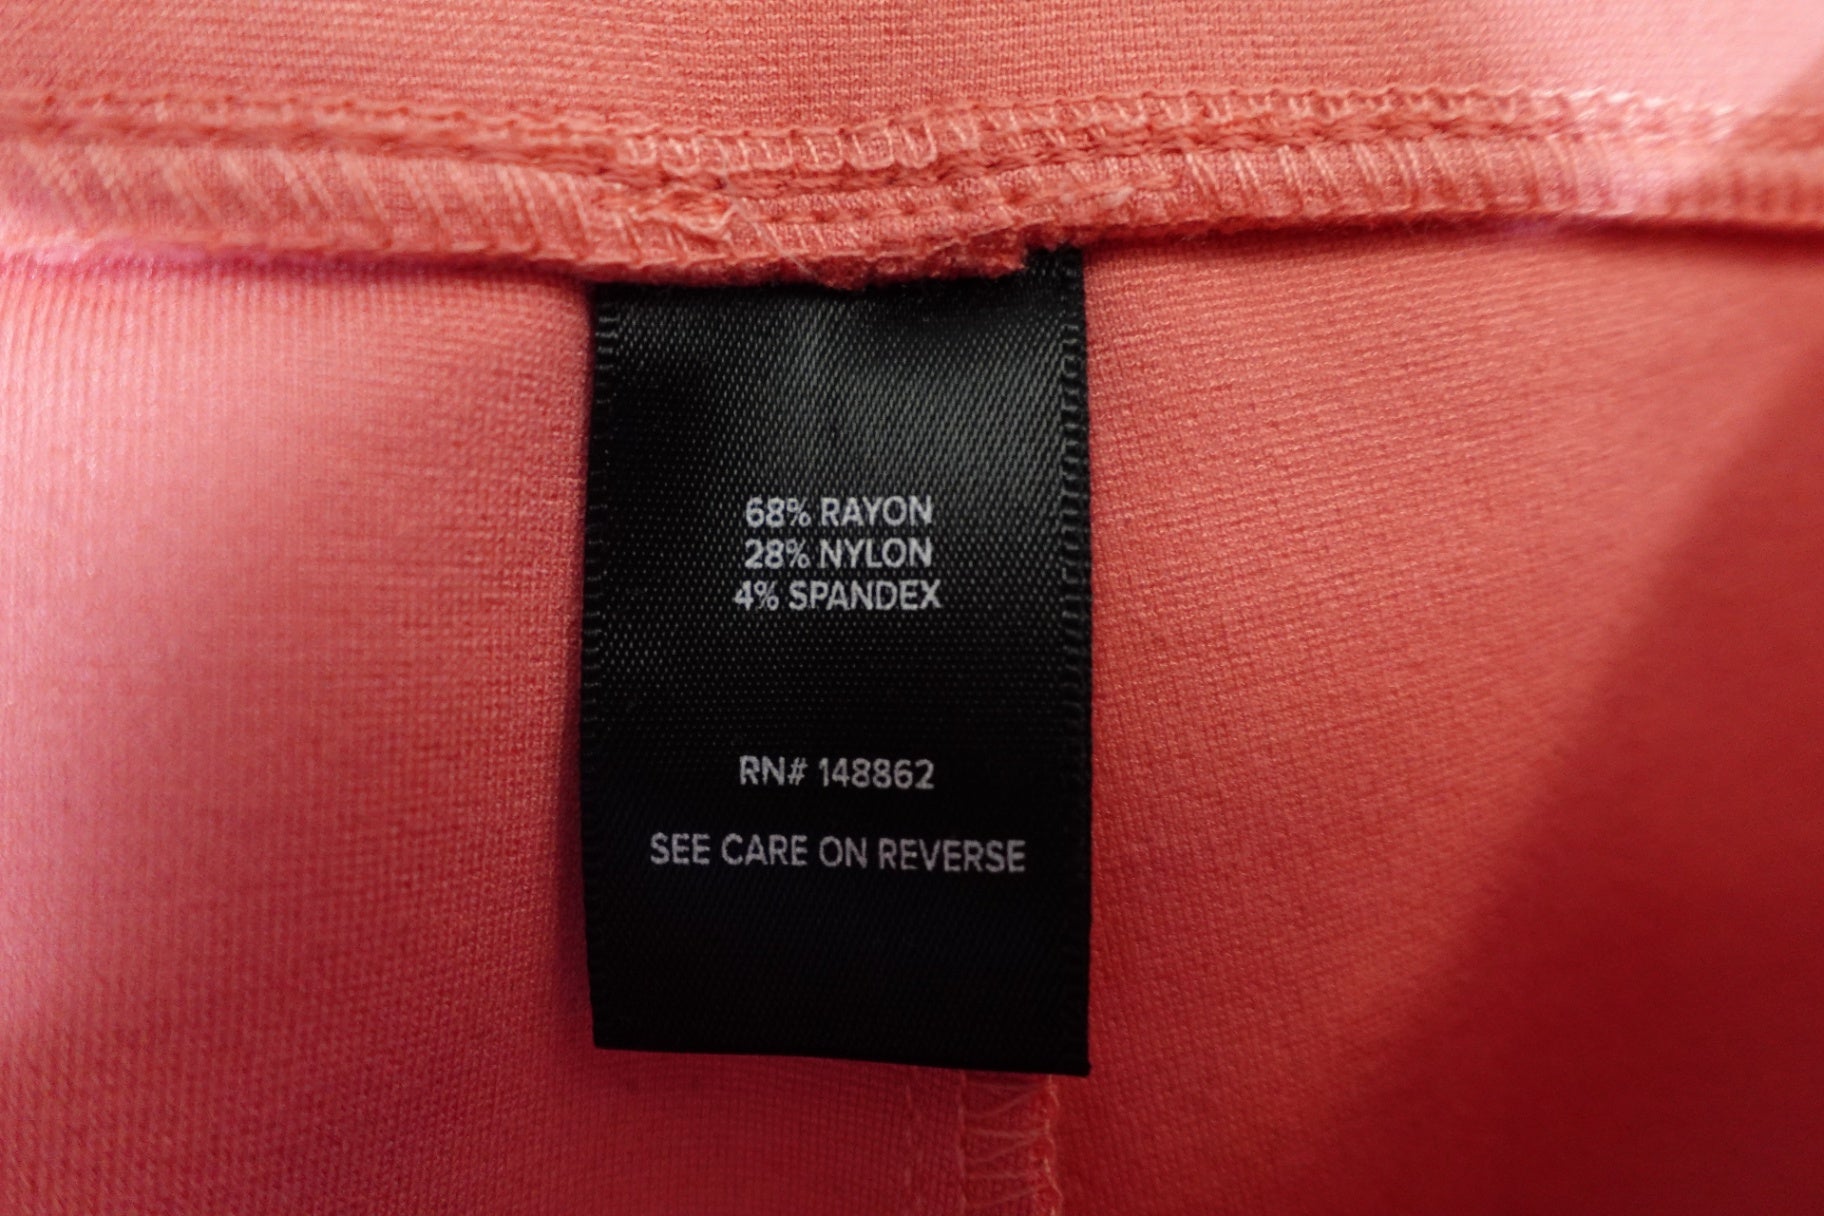 68% RAYON
28% NYLON
4% SPANDEX
RN# 148862
SEE CARE ON REVERSE